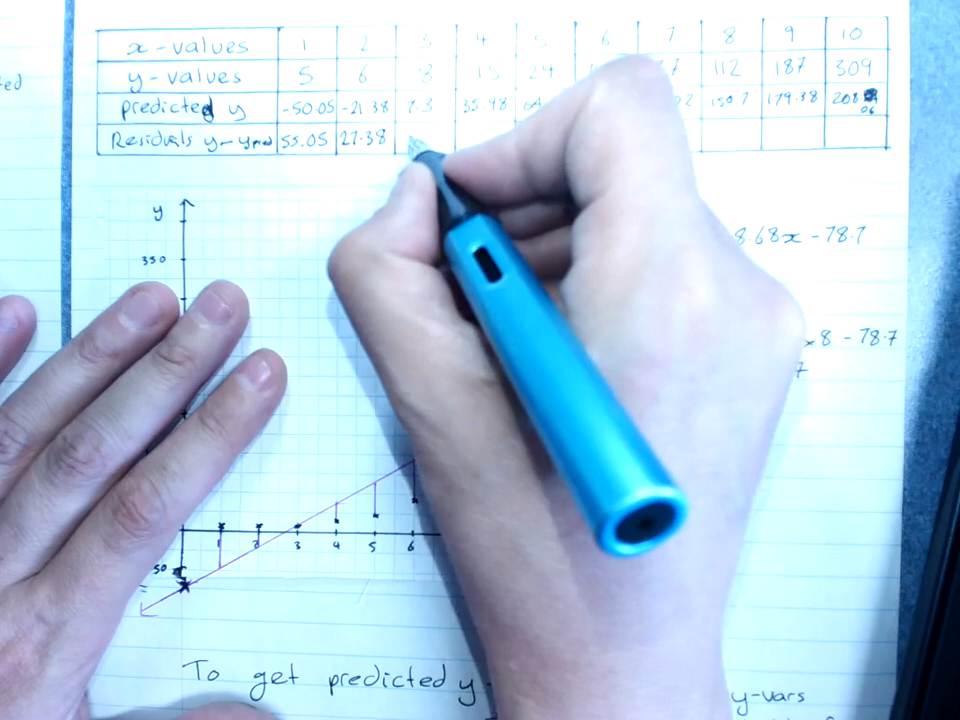 ed
x-values 1 2 3 4 5 6 7 8 9 10
y-values 5 6 8 15 24 112 187 309
predicted y -50.05 -21.38 7.3 35.98 150.7 179.38 208 06
Residuals y-ypred 55.05 27.38
y
350
8.68x - 78.7
x8 - 78.7
7
1 2 3 4 5 6
50
To get predicted y
y-vars